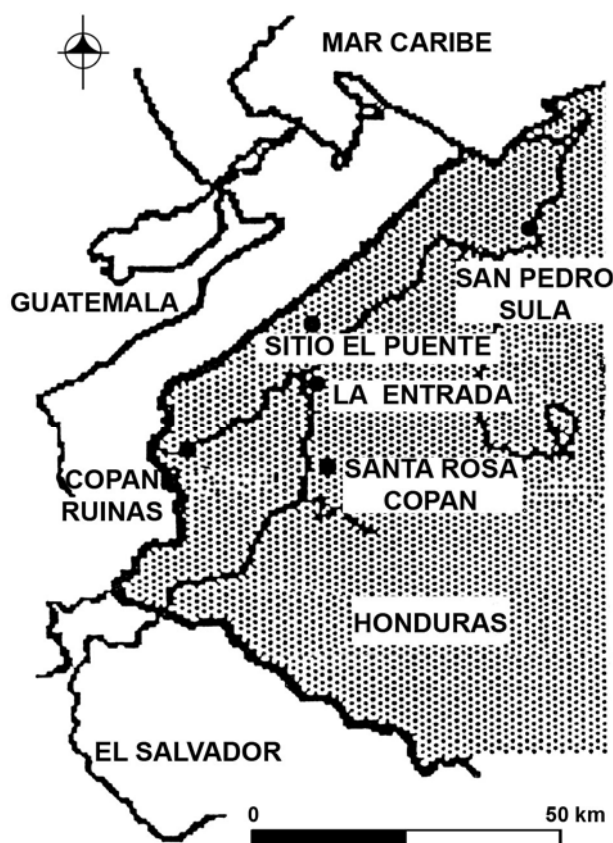 MAR CARIBE
GUATEMALA
SAN PEDRO
SULA
SITIO EL PUENTE
LA ENTRADA
COPAN
RUINAS
SANTA ROSA
COPAN
HONDURAS
EL SALVADOR
0
50 km